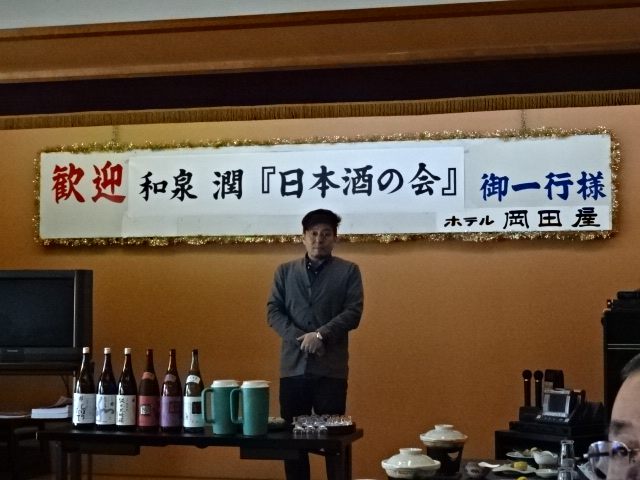 歓迎 和泉 潤『日本酒の会』 御一行様
ホテル 岡田屋